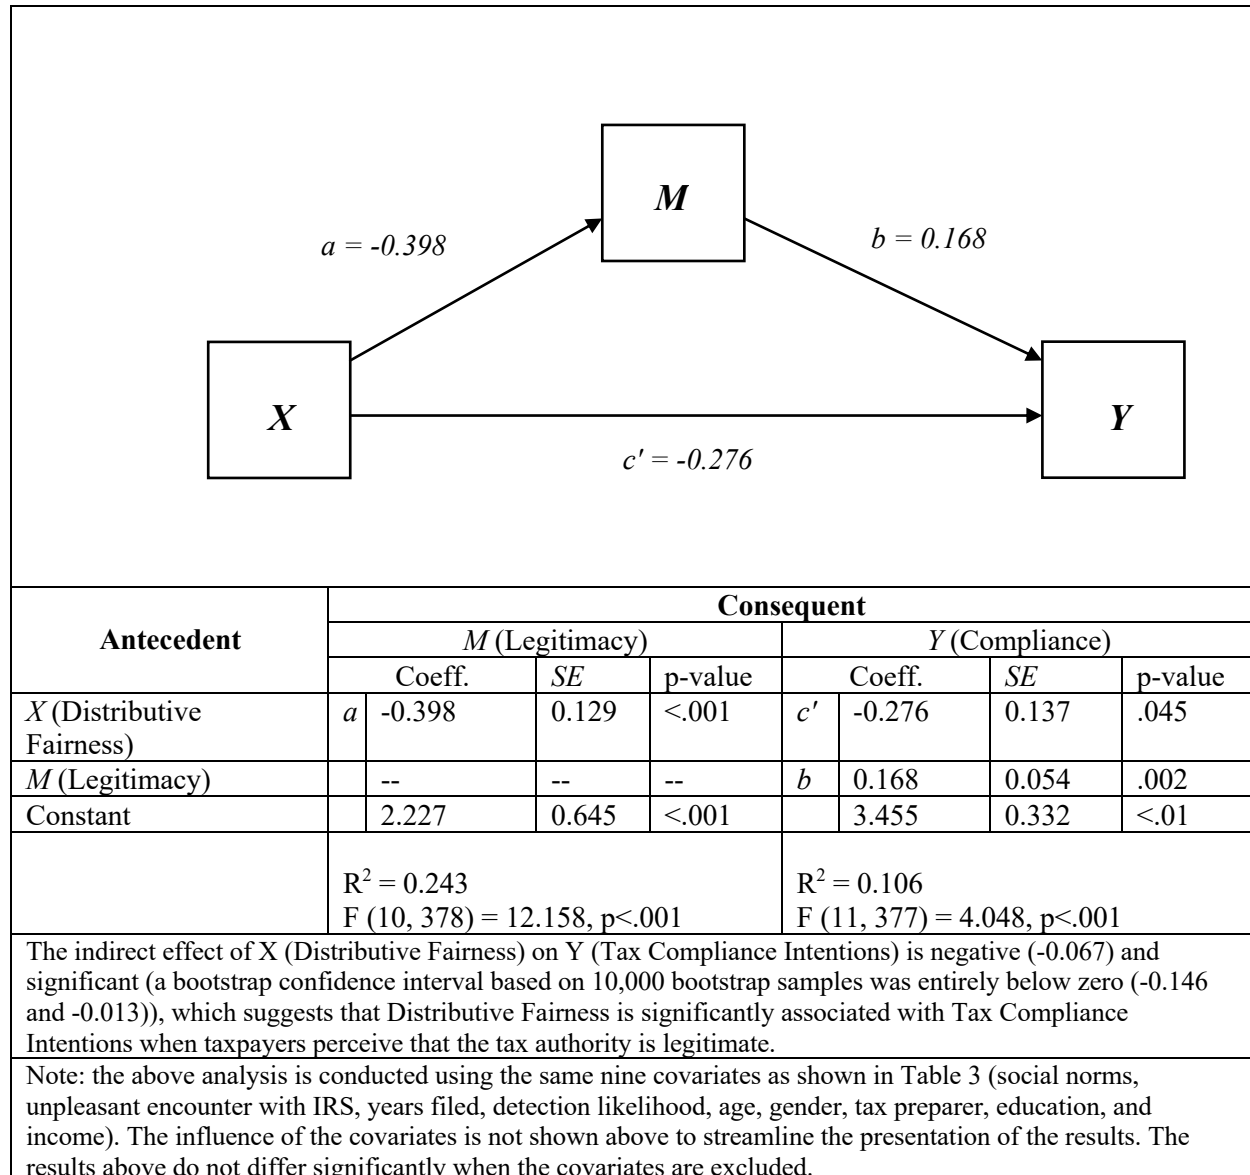 M
a = -0.398
b = 0.168
X
Y
c' = -0.276
Antecedent
Consequent
M (Legitimacy)
Y (Compliance)
Coeff. SE p-value Coeff. SE p-value
X (Distributive Fairness) a -0.398 0.129 <.001 c' -0.276 0.137 .045
M (Legitimacy) -- -- -- b 0.168 0.054 .002
Constant 2.227 0.645 <.001 3.455 0.332 <.01
R² = 0.243 R² = 0.106
F (10, 378) = 12.158, p<.001 F (11, 377) = 4.048, p<.001
The indirect effect of X (Distributive Fairness) on Y (Tax Compliance Intentions) is negative (-0.067) and
significant (a bootstrap confidence interval based on 10,000 bootstrap samples was entirely below zero (-0.146
and -0.013)), which suggests that Distributive Fairness is significantly associated with Tax Compliance
Intentions when taxpayers perceive that the tax authority is legitimate.
Note: the above analysis is conducted using the same nine covariates as shown in Table 3 (social norms,
unpleasant encounter with IRS, years filed, detection likelihood, age, gender, tax preparer, education, and
income). The influence of the covariates is not shown above to streamline the presentation of the results. The
results above do not differ significantly when the covariates are excluded.